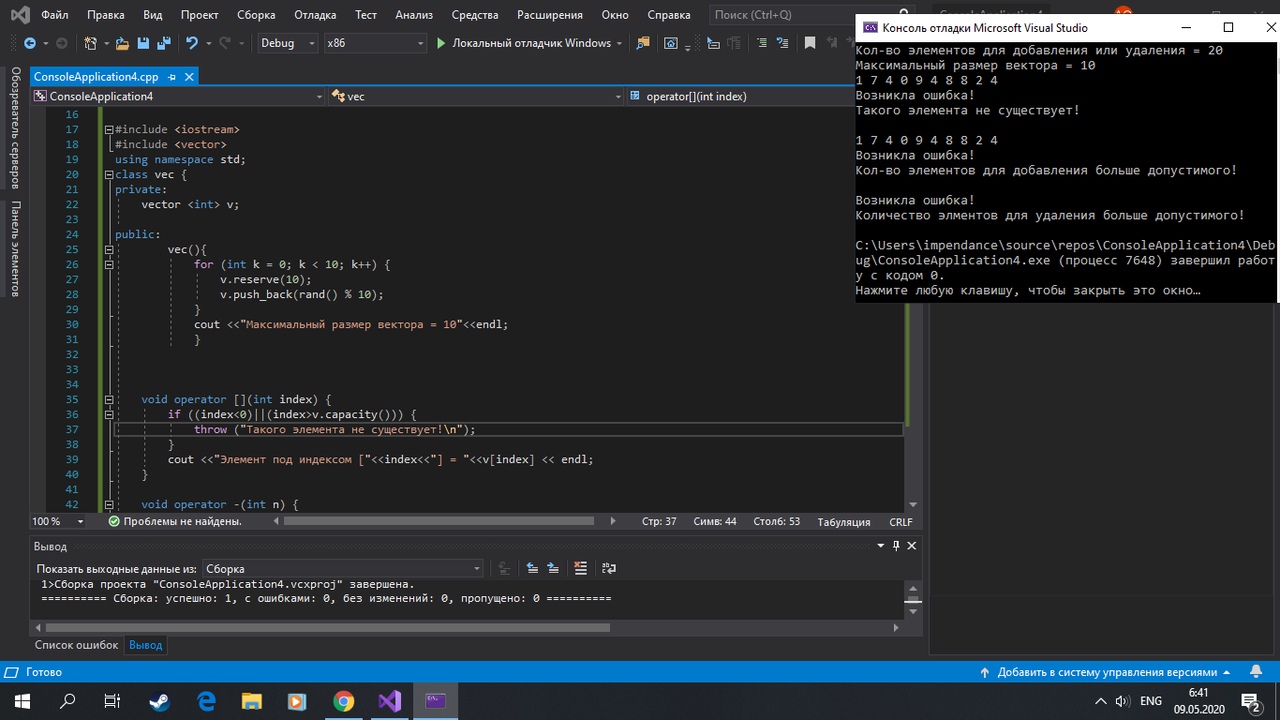 Файл Правка Вид Проект Сборка Отладка Тест Анализ Средства Расширения Окно Справка Поиск (Ctrl+Q)
Debug x86 Локальный отладчик Windows
ConsoleApplication4.cpp
ConsoleApplication4 vec operator[](int index)
Обозреватель серверов
Панель элементов
16
17 #include <iostream>
18 #include <vector>
19 using namespace std;
20 class vec {
21 private:
22 vector <int> v;
23
24 public:
25 vec(){
26 for (int k = 0; k < 10; k++) {
27 v.reserve(10);
28 v.push_back(rand() % 10);
29 }
30 cout <<"Максимальный размер вектора = 10"<<endl;
31 }
32
33
34
35 void operator [](int index) {
36 if ((index<0)||(index>v.capacity())) {
37 throw ("Такого элемента не существует!\n");
38 }
39 cout <<"Элемент под индексом ["<<index<<"] = "<<v[index] << endl;
40 }
41
42 void operator -(int n) {
100 % Проблемы не найдены. Стр: 37 Симв: 44 Столб: 53 Табуляция CRLF
Вывод
Показать выходные данные из: Сборка
1>Сборка проекта "ConsoleApplication4.vcxproj" завершена.
========== Сборка: успешно: 1, с ошибками: 0, без изменений: 0, пропущено: 0 ==========
Список ошибок Вывод
Готово Добавить в систему управления версиями
Консоль отладки Microsoft Visual Studio
Кол-во элементов для добавления или удаления = 20
Максимальный размер вектора = 10
1 7 4 0 9 4 8 8 2 4
Возникла ошибка!
Такого элемента не существует!
1 7 4 0 9 4 8 8 2 4
Возникла ошибка!
Кол-во элементов для добавления больше допустимого!
Возникла ошибка!
Количество элментов для удаления больше допустимого!
C:\Users\impendance\source\repos\ConsoleApplication4\Deb
ug\ConsoleApplication4.exe (процесс 7648) завершил работ
у с кодом 0.
Нажмите любую клавишу, чтобы закрыть это окно…
ENG
6:41
09.05.2020
2